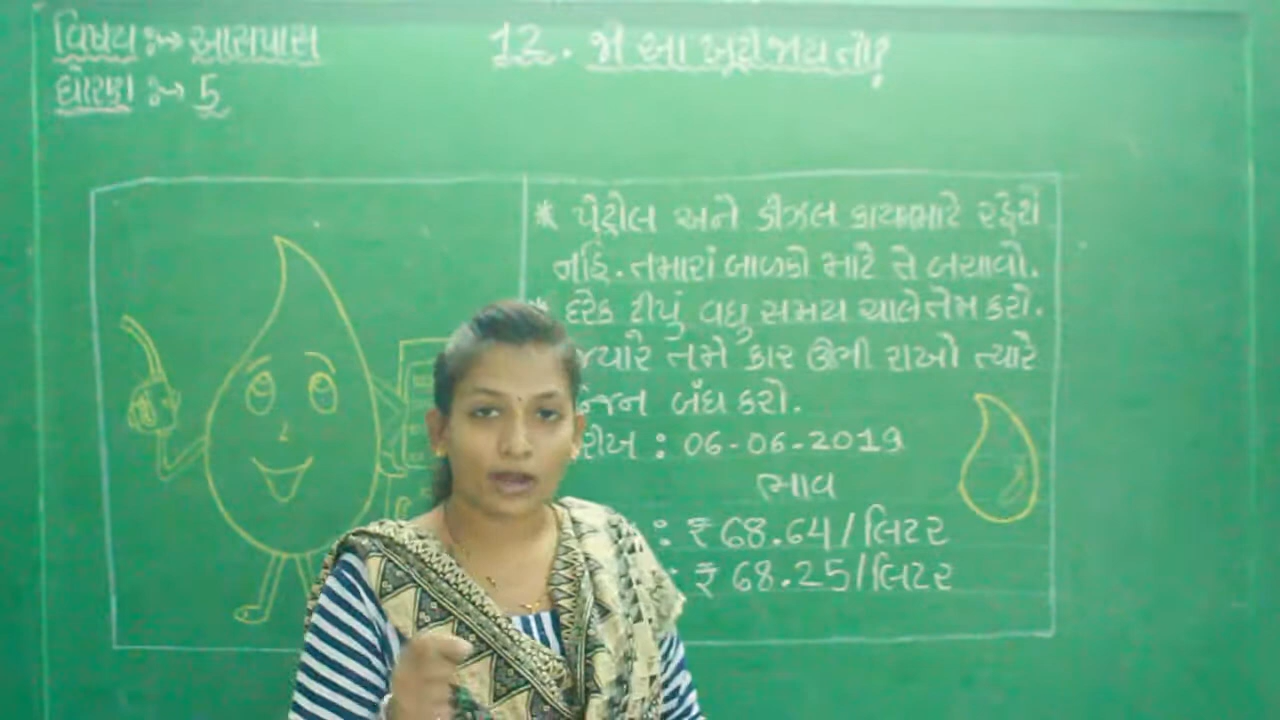 વિષય :→ આસપાસ
ધોરણ :→ 5
12. જો આ ખૂટી જાય તો?
* પેટ્રોલ અને ડીઝલ કાયમ માટે રહેશે
નહિ. તમારાં બાળકો માટે તે બચાવો.
* દરેક ટીપું વધુ સમય ચાલે તેમ કરો.
જ્યારે તમે કાર ઊભી રાખો ત્યારે
ન્જિન બંધ કરો.
રીખ : 06-06-2019
ભાવ
: ₹ 68.64/લિટર
: ₹ 68.25/લિટર